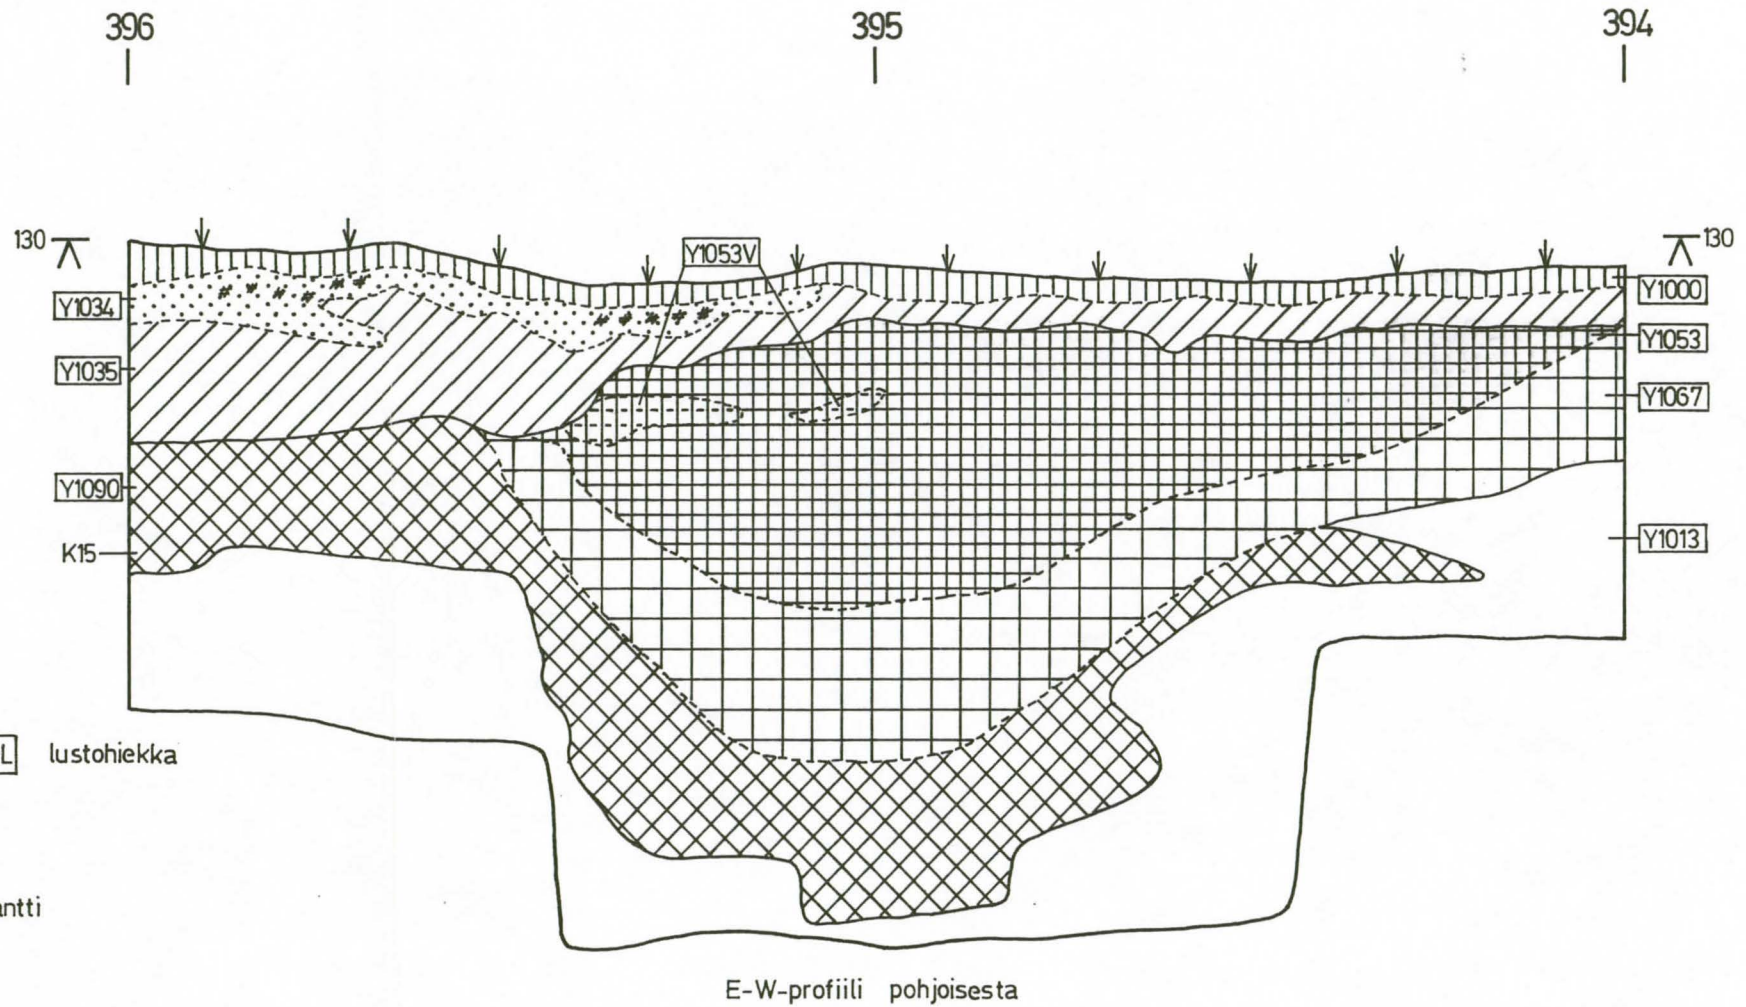 396 395 394
130 130
Y1053V
Y1034 Y1000
Y1053
Y1035
Y1067
Y1090
K15 Y1013
L lustohiekka
E-W-profiili pohjoisesta